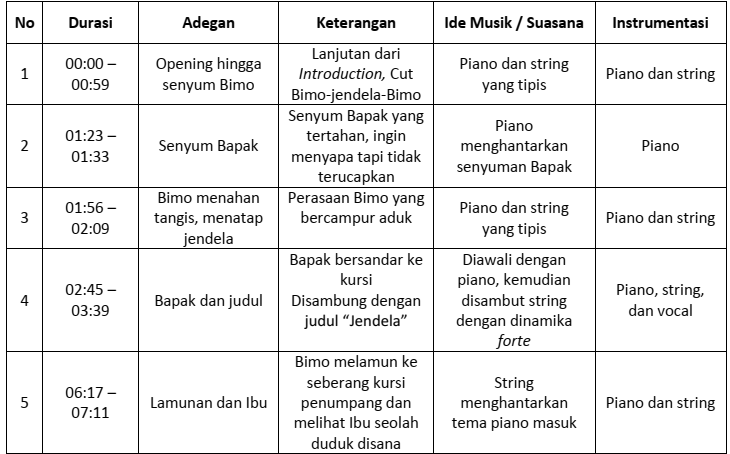 No Durasi Adegan Keterangan Ide Musik / Suasana Instrumentasi
1
00:00 –
00:59
Opening hingga
senyum Bimo
Lanjutan dari
Introduction, Cut
Bimo-jendela-Bimo
Piano dan string
yang tipis
Piano dan string
2
01:23 –
01:33
Senyum Bapak
Senyum Bapak yang
tertahan, ingin
menyapa tapi tidak
terucapkan
Piano
menghantarkan
senyuman Bapak
Piano
3
01:56 –
02:09
Bimo menahan
tangis, menatap
jendela
Perasaan Bimo yang
bercampur aduk
Piano dan string
yang tipis
Piano dan string
4
02:45 –
03:39
Bapak dan judul
Bapak bersandar ke
kursi
Disambung dengan
judul “Jendela”
Diawali dengan
piano, kemudian
disambut string
dengan dinamika
forte
Piano, string,
dan vocal
5
06:17 –
07:11
Lamunan dan Ibu
Bimo melamun ke
seberang kursi
penumpang dan
melihat Ibu seolah
duduk disana
String
menghantarkan
tema piano masuk
Piano dan string